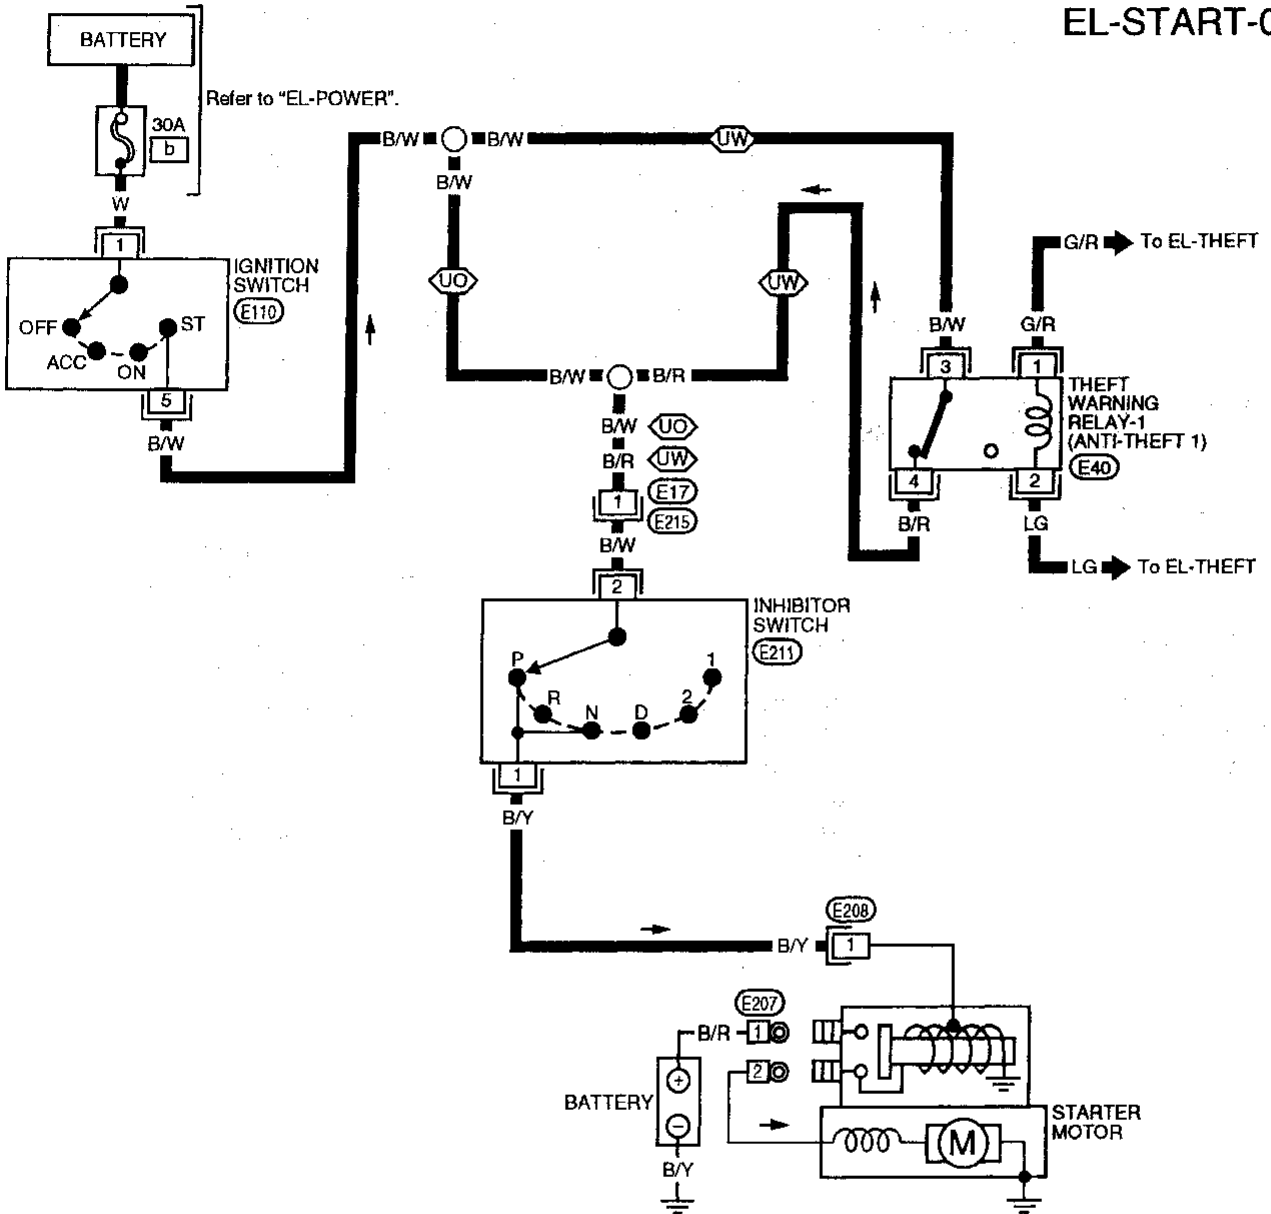 EL-START-0
BATTERY
Refer to "EL-POWER".
30A
b
W
1
IGNITION
SWITCH
E110
OFF
ACC
ON
ST
5
B/W
B/W
B/W
UW
B/W
UO
UW
B/W
B/R
B/W
UO
B/R
UW
1
E17
E215
B/W
2
G/R
To EL-THEFT
B/W
G/R
3
1
THEFT
WARNING
RELAY-1
(ANTI-THEFT 1)
E40
4
2
B/R
LG
LG
To EL-THEFT
INHIBITOR
SWITCH
E211
P
R
N
D
2
1
1
B/Y
B/Y
E208
1
E207
B/R
1
2
BATTERY
+
−
B/Y
M
STARTER
MOTOR